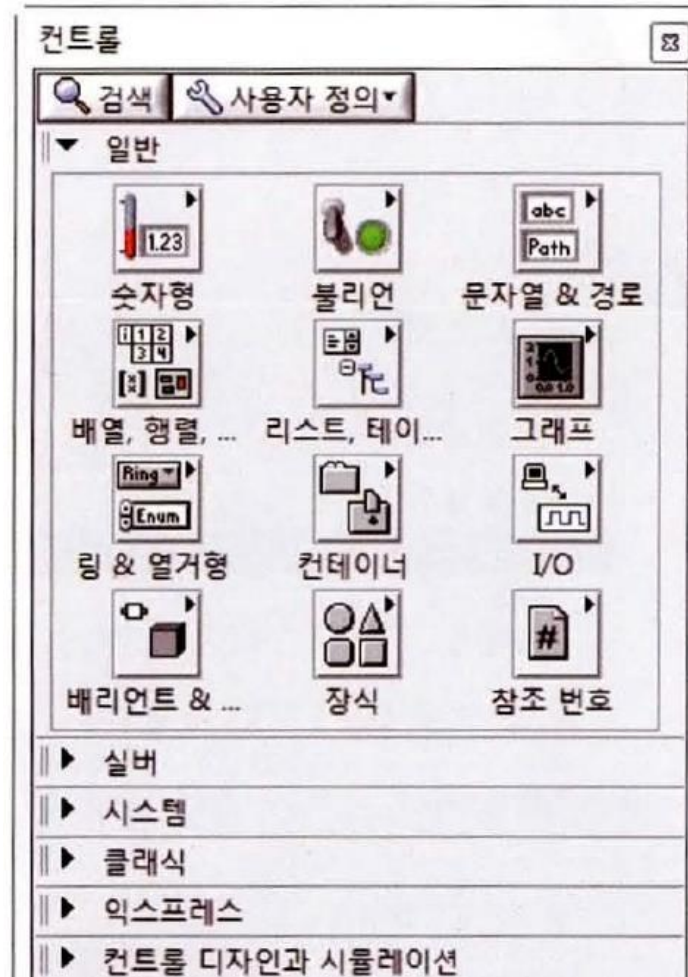 컨트롤
검색 사용자 정의
일반
1.23 abc
Path
숫자형 불리언 문자열 & 경로
배열, 행렬, ... 리스트, 테이... 그래프
Ring
Enum
링 & 열거형 컨테이너 I/O
#
배리언트 & ... 장식 참조 번호
실버
시스템
클래식
익스프레스
컨트롤 디자인과 시뮬레이션